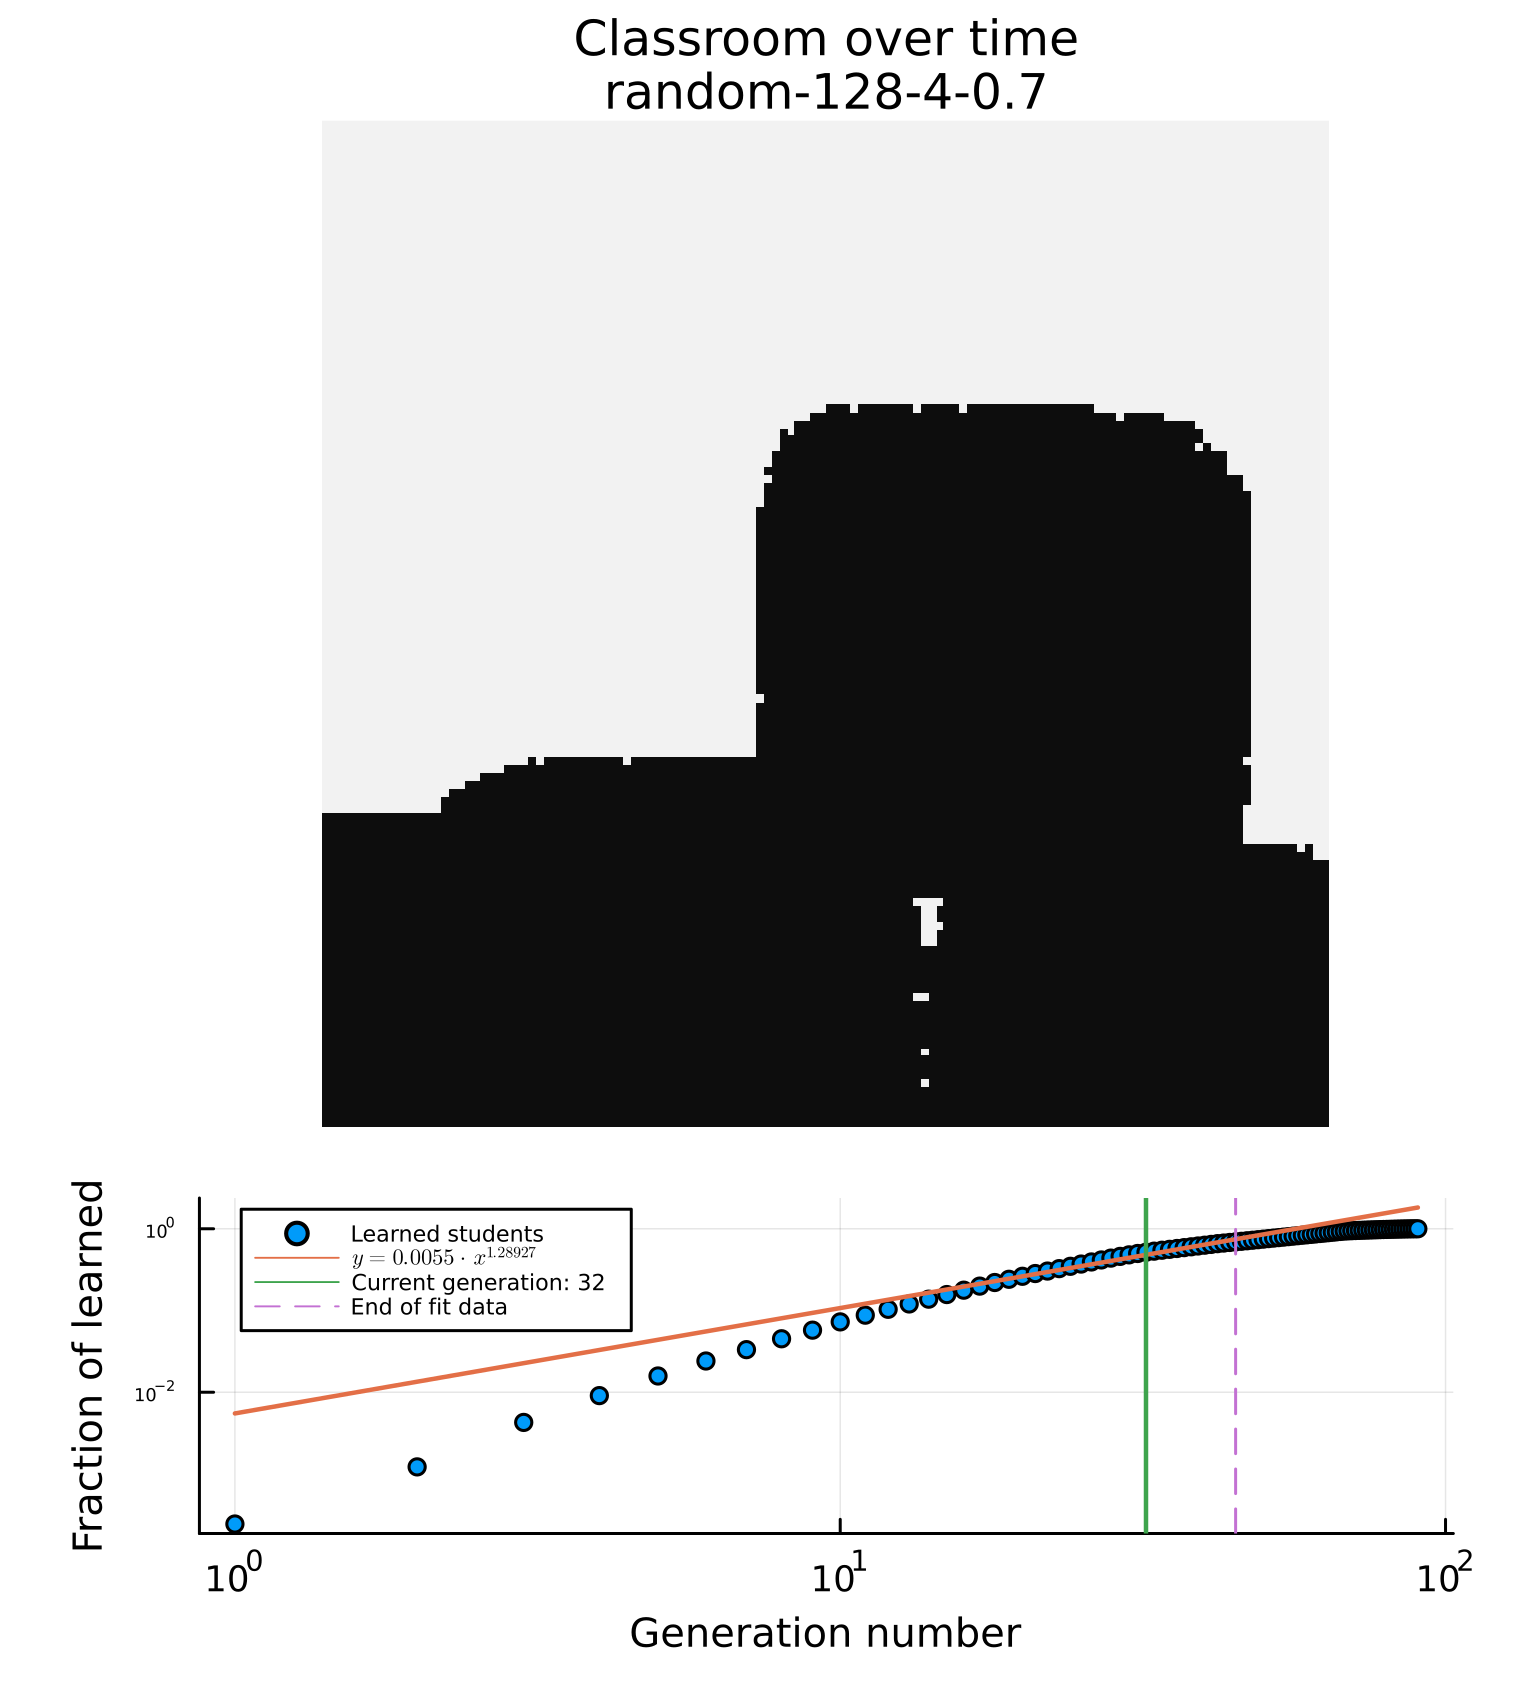 Classroom over time
random-128-4-0.7
Fraction of learned
10^0
10^-2
Learned students
y = 0.0055 · x^1.28927
Current generation: 32
End of fit data
10^0
10^1
10^2
Generation number